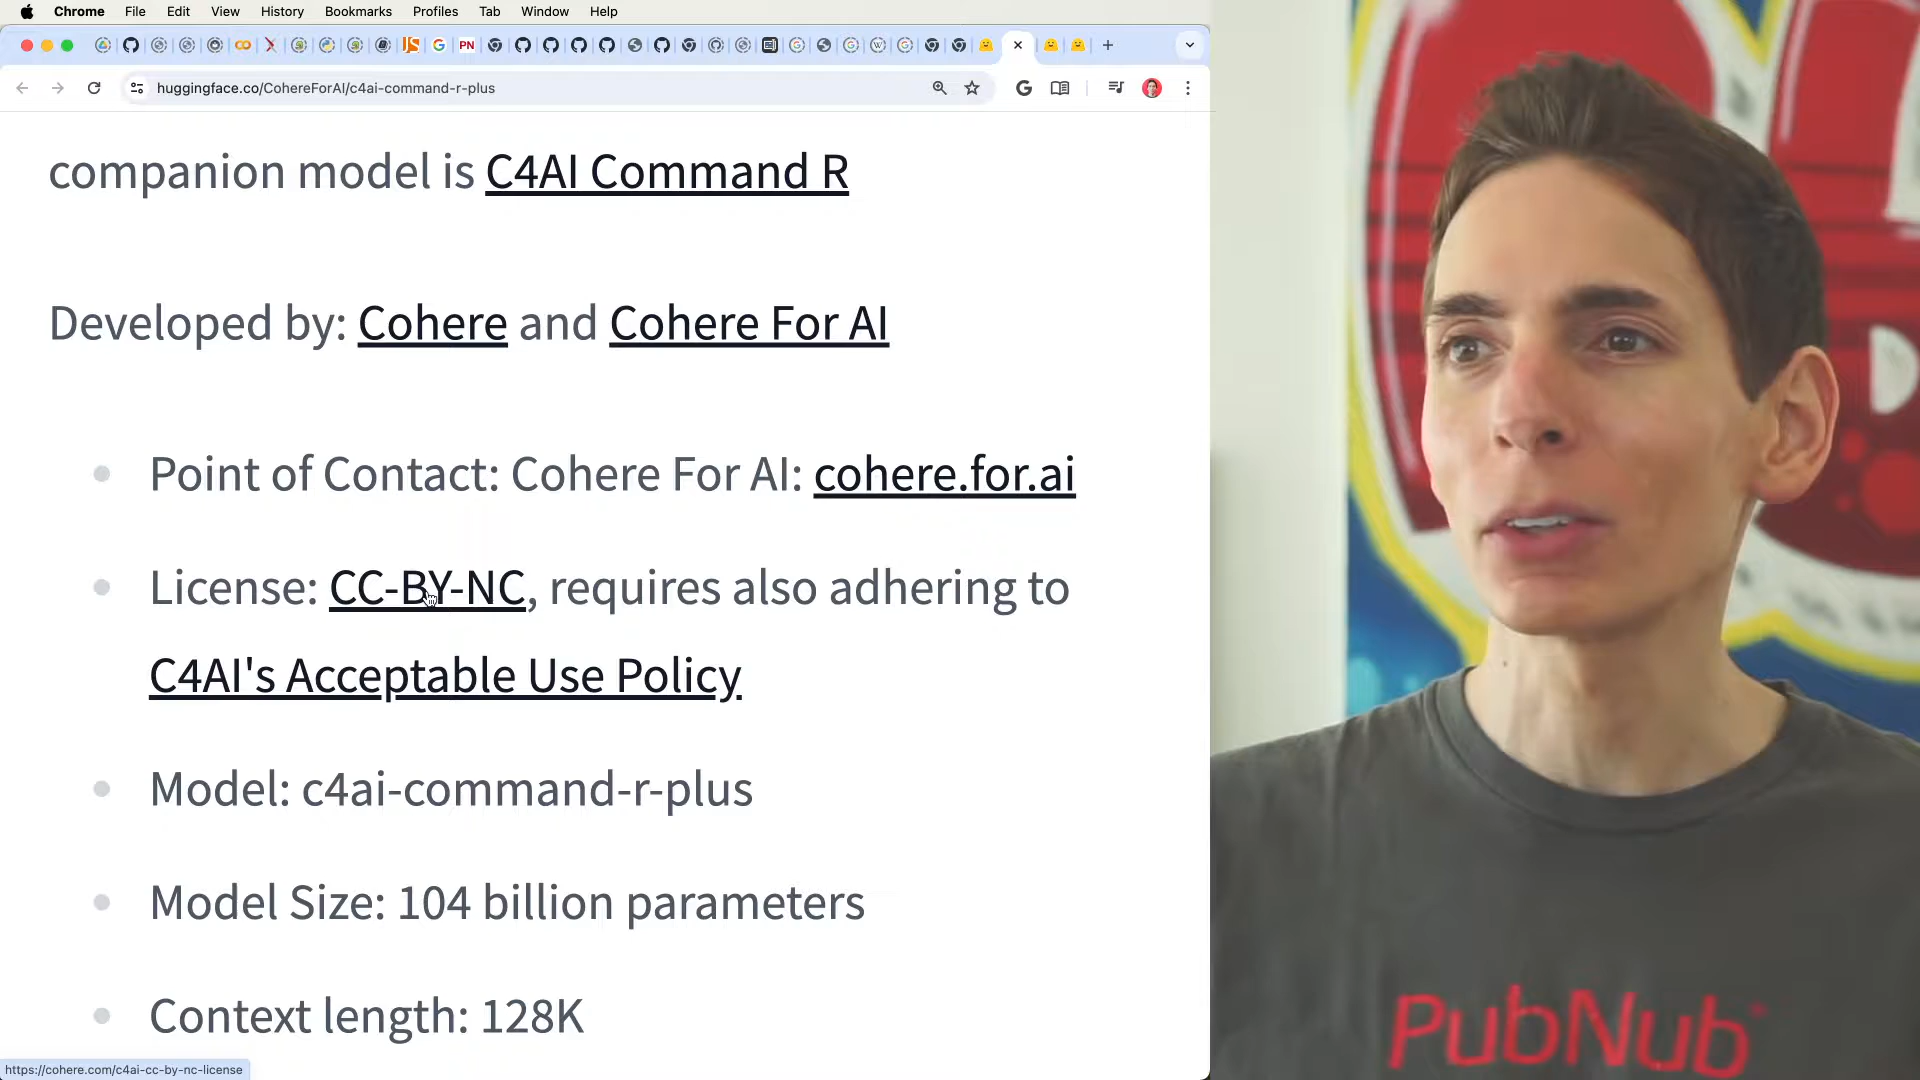 Chrome File Edit View History Bookmarks Profiles Tab Window Help
huggingface.co/CohereForAI/c4ai-command-r-plus
companion model is C4AI Command R
Developed by: Cohere and Cohere For AI
Point of Contact: Cohere For AI: cohere.for.ai
License: CC-BY-NC, requires also adhering to
C4AI's Acceptable Use Policy
Model: c4ai-command-r-plus
Model Size: 104 billion parameters
Context length: 128K
https://cohere.com/c4ai-cc-by-nc-license
PubNub